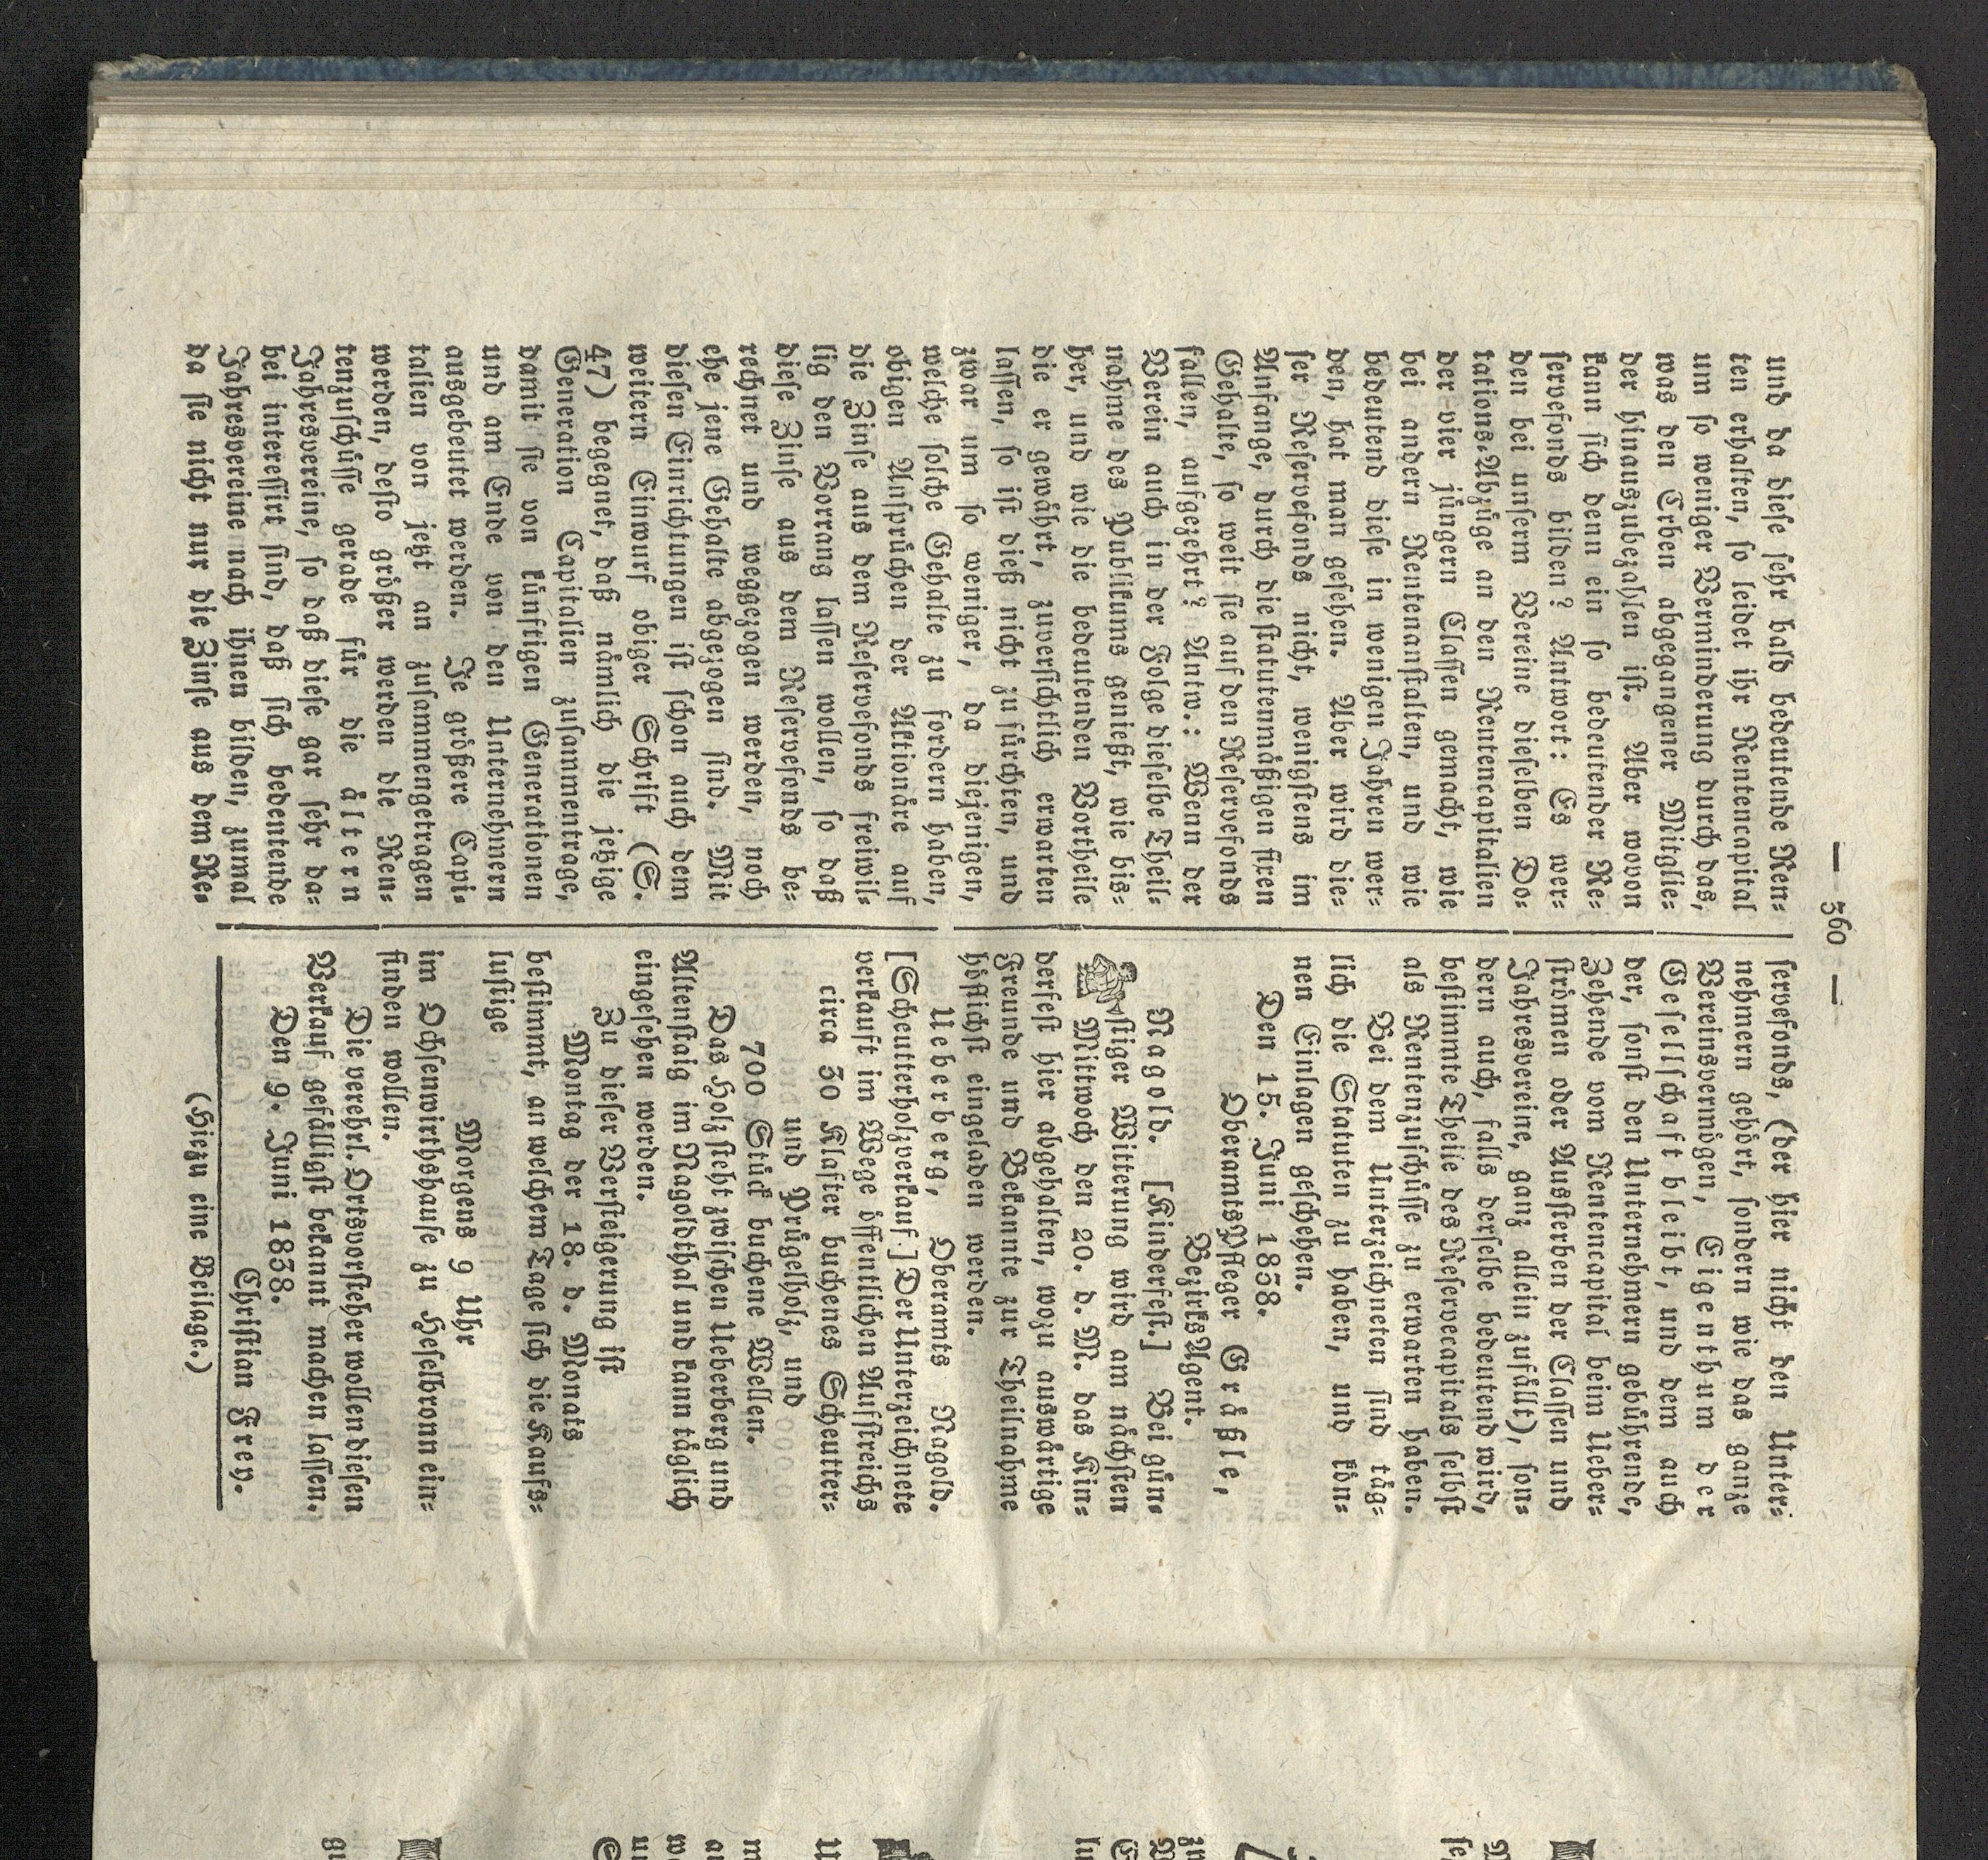 — 360 —
und da diese sehr bald bedeutende Ren⸗
ten erhalten, so leidet ihr Rentencapital
um so weniger Verminderung durch das,
was den Erben abgegangener Mitglie⸗
der hinauszubezahlen ist. Aber wovon
kann sich denn ein so bedeutender Re⸗
servefonds bilden? Antwort: Es wer⸗
den bei unserm Vereine dieselben Do⸗
tations⸗Abzüge an den Rentencapitalien
der vier jüngern Classen gemacht, wie
bei andern Rentenanstalten, und wie
bedeutend diese in wenigen Jahren wer⸗
den, hat man gesehen. Aber wird die⸗
ser Reservefonds nicht, wenigstens im
Anfange, durch die statutenmäßigen fixen
Gehalte, so weit sie auf den Reservefonds
fallen, aufgezehrt? Antw.: Wenn der
Verein auch in der Folge dieselbe Theil⸗
nahme des Publikums genießt, wie bis⸗
her, und wie die bedeutenden Vortheile
die er gewährt, zuversichtlich erwarten
lassen, so ist dieß nicht zu fürchten, und
zwar um so weniger, da diejenigen,
welche solche Gehalte zu fordern haben,
obigen Ansprüchen der Aktionäre auf
die Zinse aus dem Reservefonds freiwil⸗
lig den Vorrang lassen wollen, so daß
diese Zinse aus dem Reservefonds be⸗
rechnet und weggezogen werden, noch
ehe jene Gehalte abgezogen sind. Mit
diesen Einrichtungen ist schon auch dem
weitern Einwurf obiger Schrift (S.
47) begegnet, daß nämlich die jetzige
Generation Capitalien zusammentrage,
damit sie von künftigen Generationen
und am Ende von den Unternehmern
ausgebeutet werden. Je größere Capi⸗
talien von jetzt an zusammengetragen
werden, desto größer werden die Ren⸗
tenzuschüsse gerade für die ältern
Jahresvereine, so daß diese gar sehr da⸗
bei interessirt sind, daß sich bedeutende
Jahresvereine nach ihnen bilden, zumal
da sie nicht nur die Zinse aus dem Re⸗
servefonds, (der hier nicht den Unter⸗
nehmern gehört, sondern wie das ganze
Vereinsvermögen, Eigenthum der
Gesellschaft bleibt, und dem auch
der, sonst den Unternehmern gebührende,
Zehende vom Rentencapital beim Ueber⸗
strömen oder Aussterben der Classen und
Jahresvereine, ganz allein zufällt), son⸗
dern auch, falls derselbe bedeutend wird,
bestimmte Theile des Reservecapitals selbst
als Rentenzuschüsse zu erwarten haben.
Bei dem Unterzeichneten sind täg⸗
lich die Statuten zu haben, und kön⸗
nen Einlagen geschehen.
Den 15. Juni 1838.
OberamtsPfleger Gräßle,
BezirksAgent.
Nagold. [Kinderfest.] Bei gün⸗
stiger Witterung wird am nächsten
Mittwoch den 20. d. M. das Kin⸗
derfest hier abgehalten, wozu auswärtige
Freunde und Bekannte zur Theilnahme
höflichst eingeladen werden.
Ueberberg, Oberamts Nagold.
[Scheutterholzverkauf.] Der Unterzeichnete
verkauft im Wege öffentlichen Aufstreichs
circa 50 Klafter buchenes Scheutter⸗
und Prügelholz, und
700 Stück buchene Wellen.
Das Holz steht zwischen Ueberberg und
Altenstaig im Nagoldthal und kann täglich
eingesehen werden.
Zu dieser Versteigerung ist
Montag der 18. d. Monats
bestimmt, an welchem Tage sich die Kaufs⸗
lustige
Morgens 9 Uhr
im Ochsenwirthshause zu Heselbronn ein⸗
finden wollen.
Die verehrl. Ortsvorsteher wollen diesen
Verkauf gefälligst bekannt machen lassen.
Den 9. Juni 1838.
Christian Frey.
(Hiezu eine Beilage.)